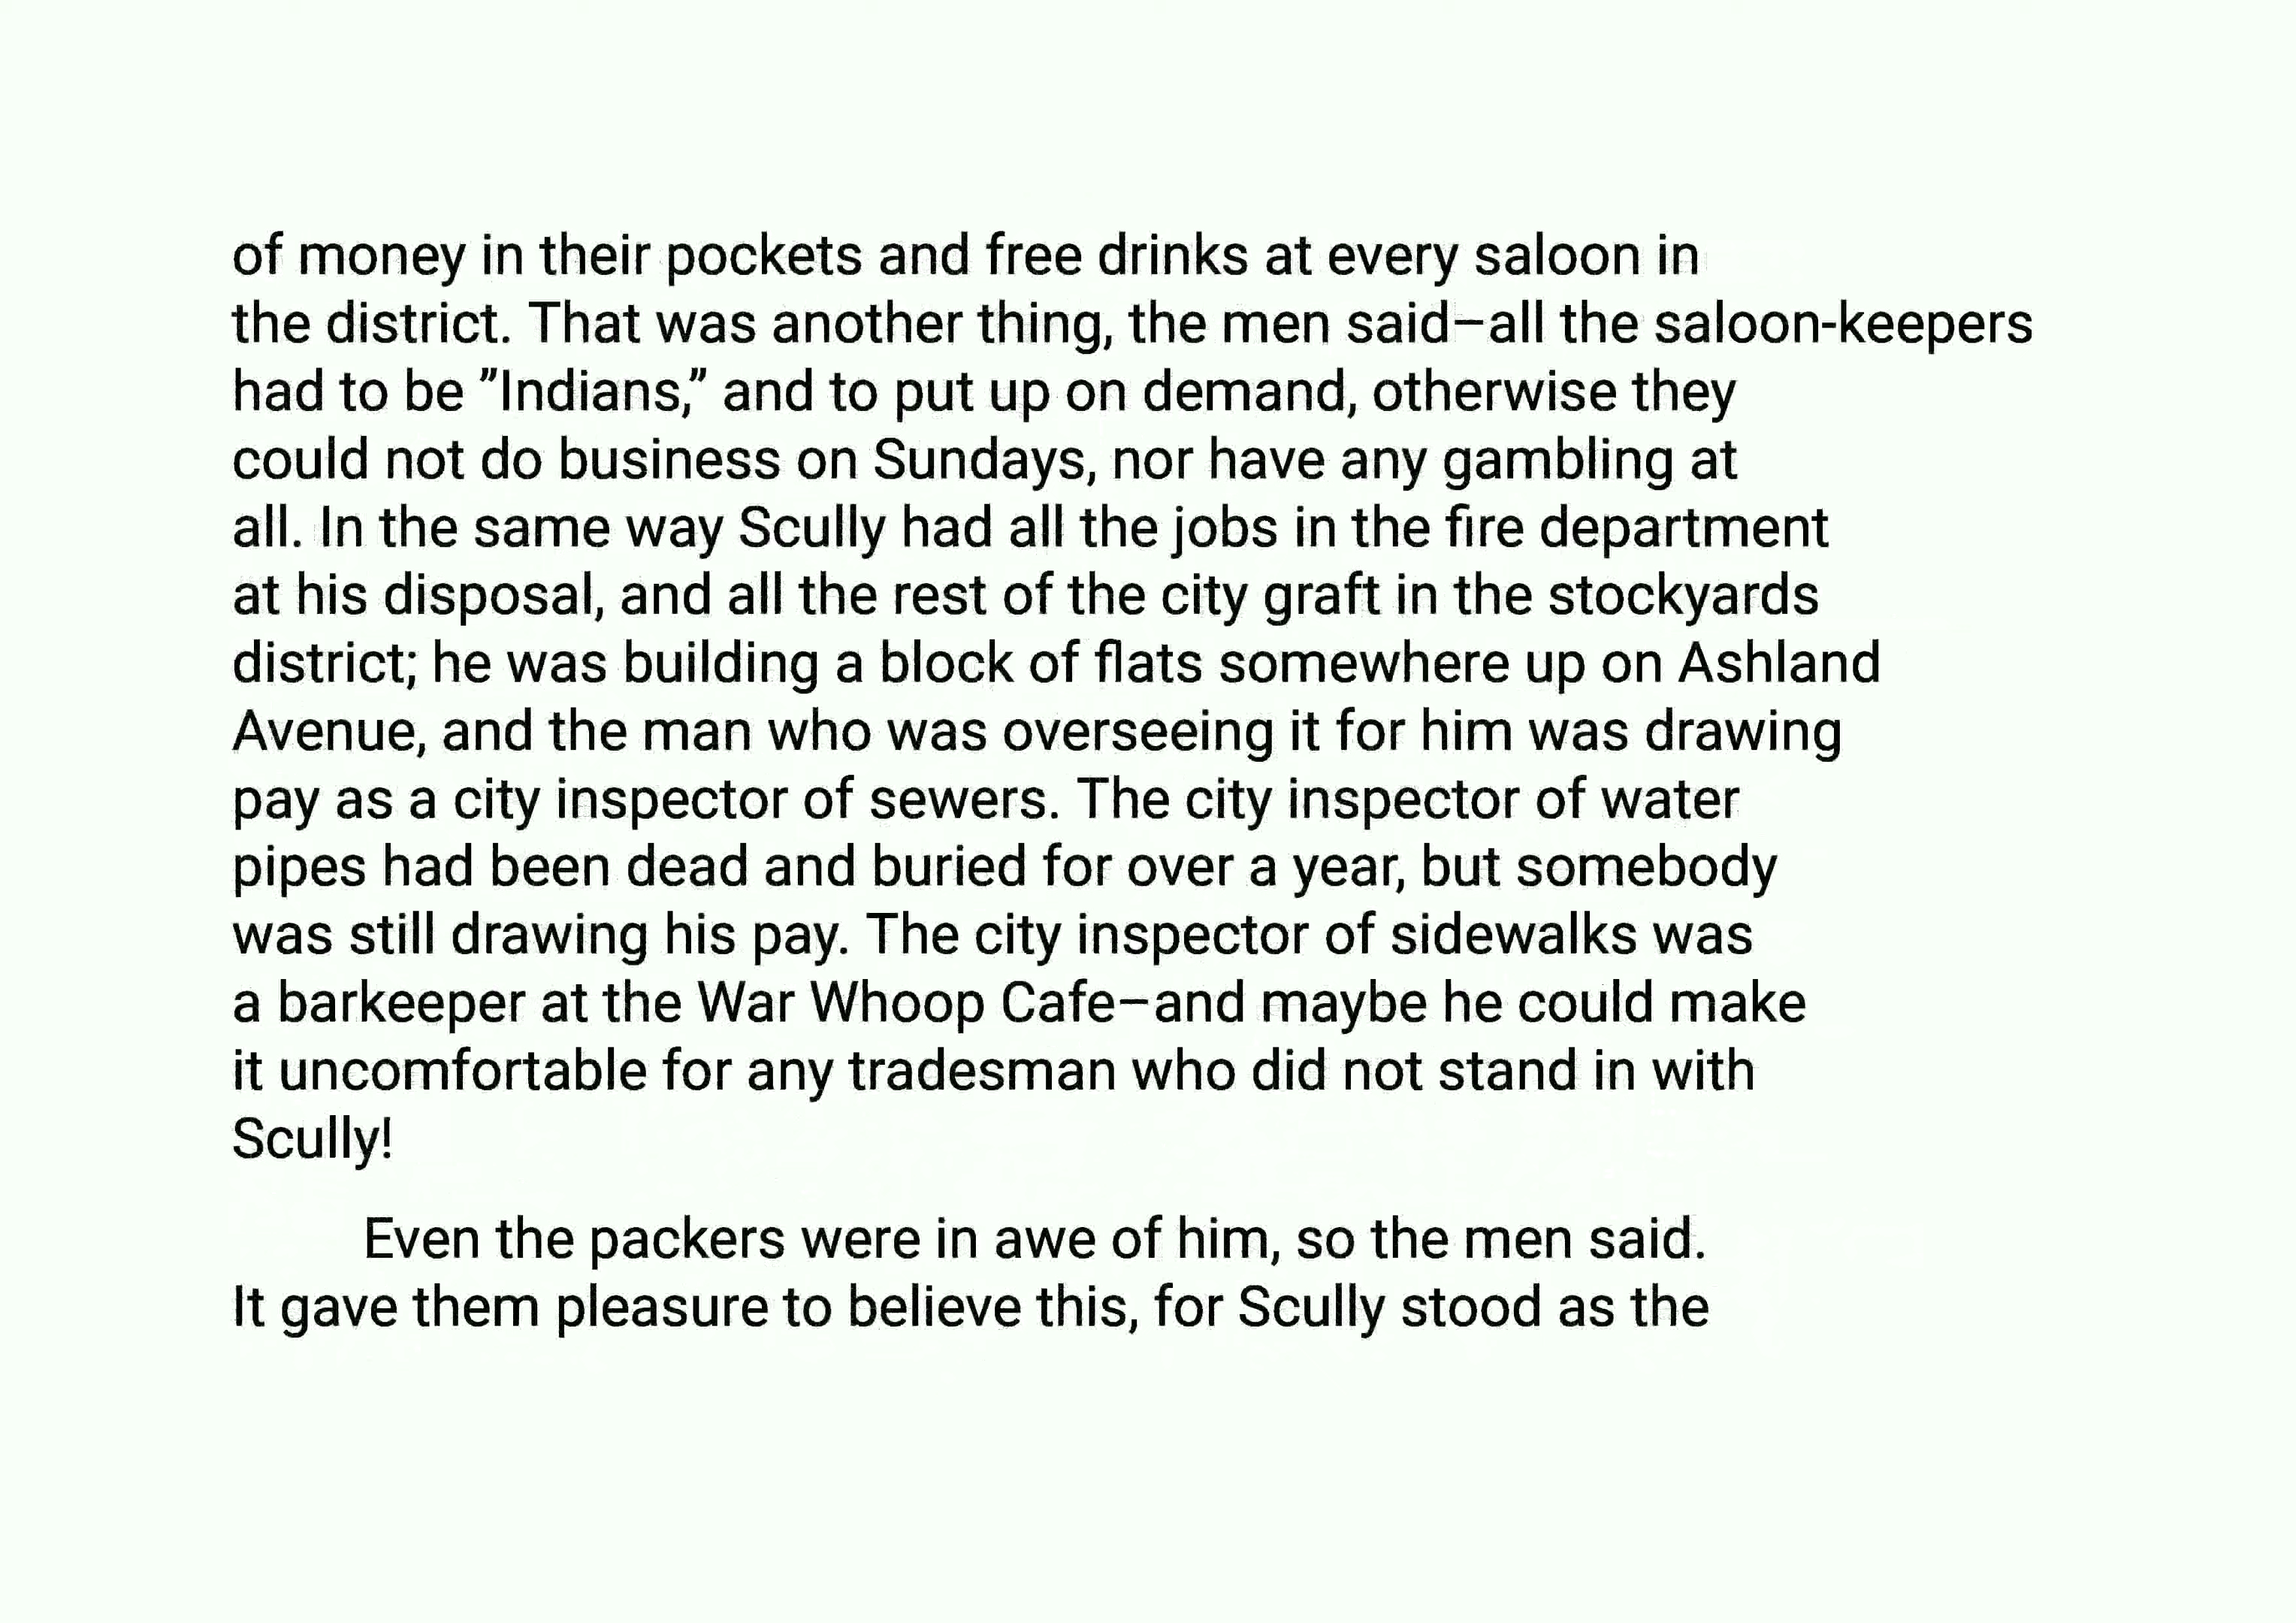 of money in their pockets and free drinks at every saloon in
the district. That was another thing, the men said–all the saloon-keepers
had to be ”Indians,” and to put up on demand, otherwise they
could not do business on Sundays, nor have any gambling at
all. In the same way Scully had all the jobs in the fire department
at his disposal, and all the rest of the city graft in the stockyards
district; he was building a block of flats somewhere up on Ashland
Avenue, and the man who was overseeing it for him was drawing
pay as a city inspector of sewers. The city inspector of water
pipes had been dead and buried for over a year, but somebody
was still drawing his pay. The city inspector of sidewalks was
a barkeeper at the War Whoop Cafe–and maybe he could make
it uncomfortable for any tradesman who did not stand in with
Scully!
Even the packers were in awe of him, so the men said.
It gave them pleasure to believe this, for Scully stood as the